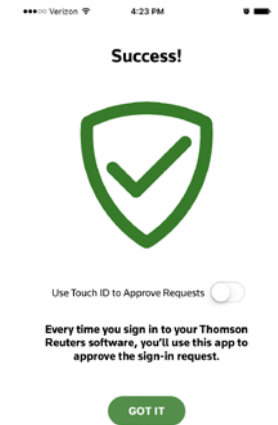 Verizon 4:23 PM
Success!
Use Touch ID to Approve Requests
Every time you sign in to your Thomson
Reuters software, you'll use this app to
approve the sign-in request.
GOT IT